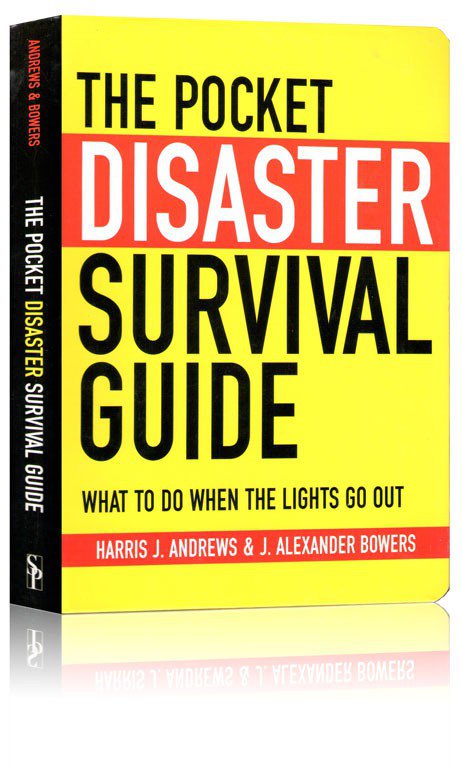 ANDREWS & BOWERS
THE POCKET DISASTER SURVIVAL GUIDE
SP
THE POCKET
DISASTER
SURVIVAL
GUIDE
WHAT TO DO WHEN THE LIGHTS GO OUT
HARRIS J. ANDREWS & J. ALEXANDER BOWERS